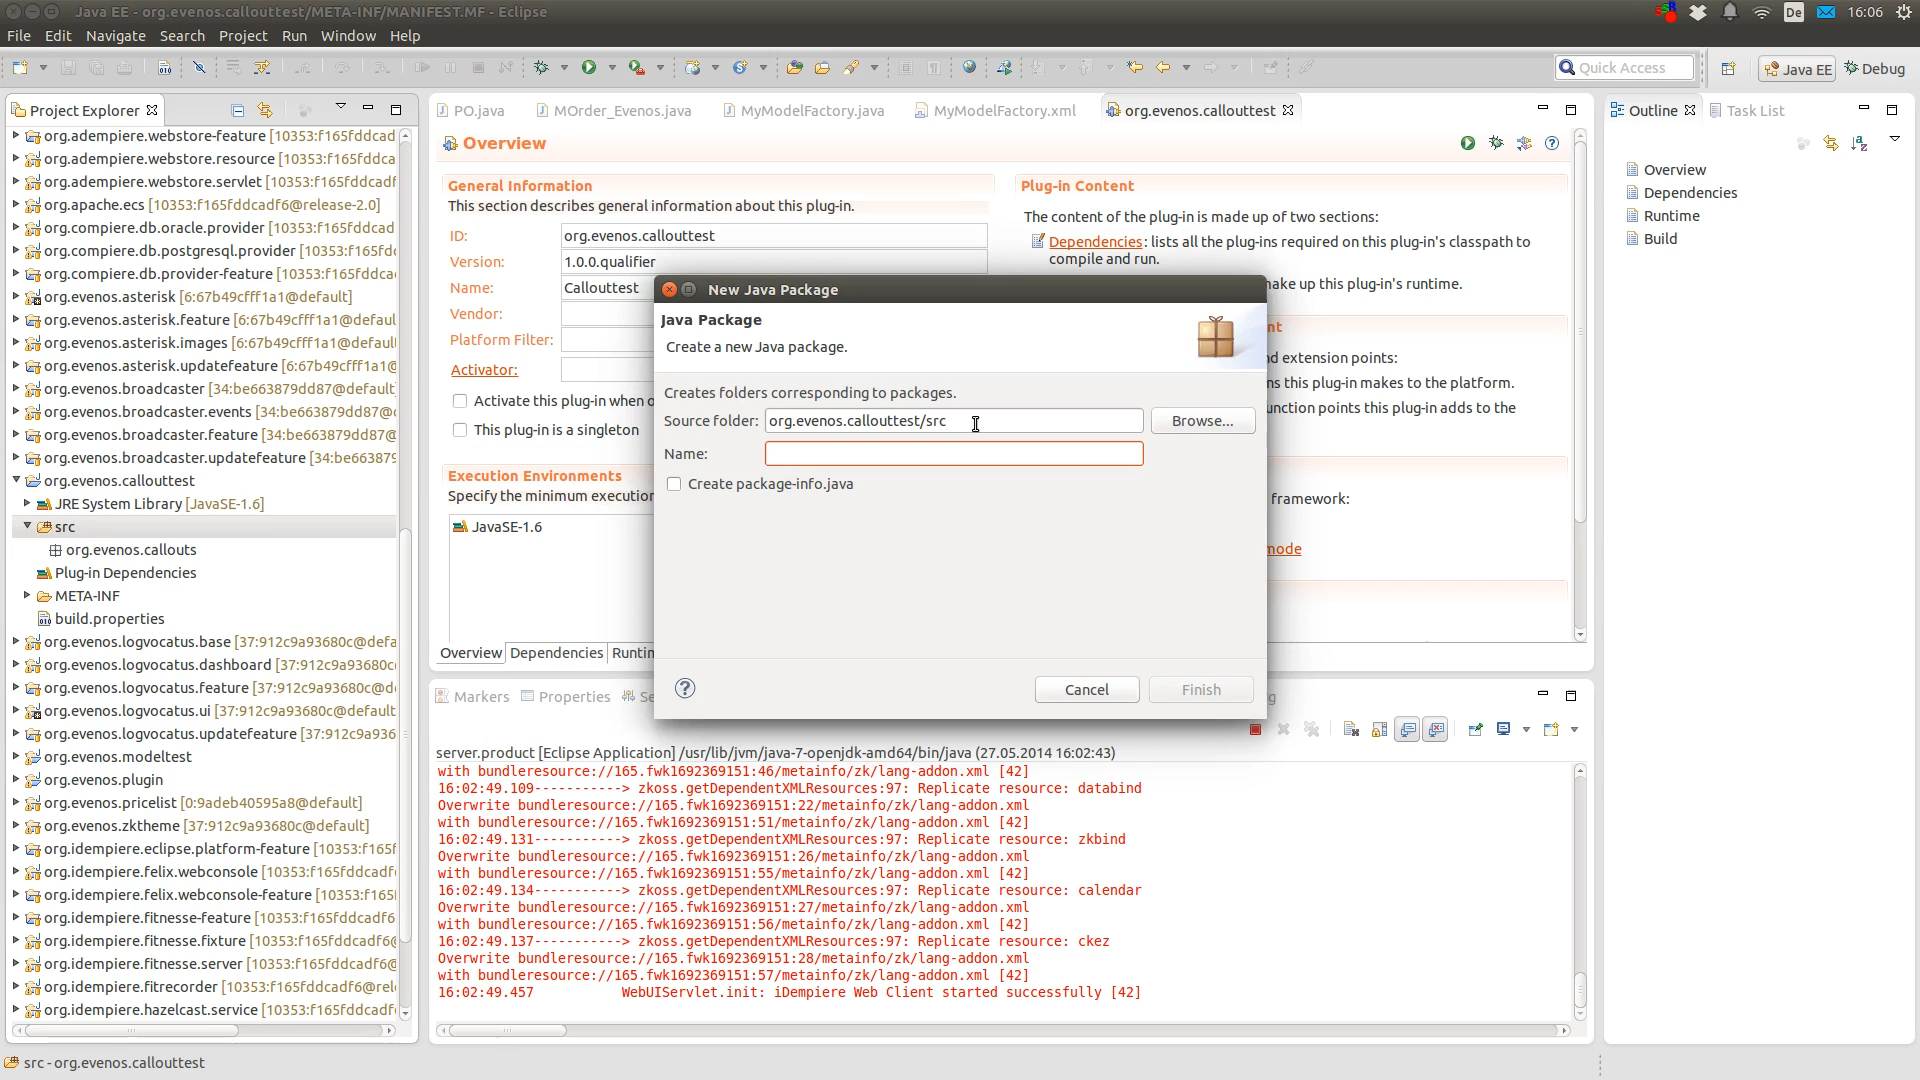 Java EE - org.evenos.callouttest/META-INF/MANIFEST.MF - Eclipse
De
16:06
File Edit Navigate Search Project Run Window Help
Quick Access
Java EE
Debug
Project Explorer
org.adempiere.webstore-feature [10353:f165fddcad
org.adempiere.webstore.resource [10353:f165fddca
org.adempiere.webstore.servlet [10353:f165fddcadf
org.apache.ecs [10353:f165fddcadf6@release-2.0]
org.compiere.db.oracle.provider [10353:f165fddcad
org.compiere.db.postgresql.provider [10353:f165fdc
org.compiere.db.provider-feature [10353:f165fddca
org.evenos.asterisk [6:67b49cfff1a1@default]
org.evenos.asterisk.feature [6:67b49cfff1a1@defaul
org.evenos.asterisk.images [6:67b49cfff1a1@default
org.evenos.asterisk.updatefeature [6:67b49cfff1a1@
org.evenos.broadcaster [34:be663879dd87@default
org.evenos.broadcaster.events [34:be663879dd87@
org.evenos.broadcaster.feature [34:be663879dd87@
org.evenos.broadcaster.updatefeature [34:be66387
org.evenos.callouttest
JRE System Library [JavaSE-1.6]
src
org.evenos.callouts
Plug-in Dependencies
META-INF
build.properties
org.evenos.logvocatus.base [37:912c9a93680c@defa
org.evenos.logvocatus.dashboard [37:912c9a93680c
org.evenos.logvocatus.feature [37:912c9a93680c@d
org.evenos.logvocatus.ui [37:912c9a93680c@default
org.evenos.logvocatus.updatefeature [37:912c9a936
org.evenos.modeltest
org.evenos.plugin
org.evenos.pricelist [0:9adeb40595a8@default]
org.evenos.zktheme [37:912c9a93680c@default]
org.idempiere.eclipse.platform-feature [10353:f165f
org.idempiere.felix.webconsole [10353:f165fddcadf
org.idempiere.felix.webconsole-feature [10353:f165
org.idempiere.fitnesse-feature [10353:f165fddcadf6
org.idempiere.fitnesse.fixture [10353:f165fddcadf6@
org.idempiere.fitnesse.server [10353:f165fddcadf6@
org.idempiere.fitrecorder [10353:f165fddcadf6@rel
org.idempiere.hazelcast.service [10353:f165fddcadf
PO.java
MOrder_Evenos.java
MyModelFactory.java
MyModelFactory.xml
org.evenos.callouttest
Overview
General Information
This section describes general information about this plug-in.
ID: org.evenos.callouttest
Version: 1.0.0.qualifier
Name: Callouttest
Vendor:
Platform Filter:
Activator:
Activate this plug-in when o
This plug-in is a singleton
Execution Environments
Specify the minimum execution
JavaSE-1.6
Overview Dependencies Runtin
Plug-in Content
The content of the plug-in is made up of two sections:
Dependencies: lists all the plug-ins required on this plug-in's classpath to
compile and run.
make up this plug-in's runtime.
nt
nd extension points:
ns this plug-in makes to the platform.
unction points this plug-in adds to the
framework:
mode
New Java Package
Java Package
Create a new Java package.
Creates folders corresponding to packages.
Source folder: org.evenos.callouttest/src
Browse...
Name:
Create package-info.java
Cancel
Finish
Outline
Task List
Overview
Dependencies
Runtime
Build
Markers Properties Se
g
server.product [Eclipse Application] /usr/lib/jvm/java-7-openjdk-amd64/bin/java (27.05.2014 16:02:43)
with bundleresource://165.fwk1692369151:46/metainfo/zk/lang-addon.xml [42]
16:02:49.109-----------> zkoss.getDependentXMLResources:97: Replicate resource: databind
Overwrite bundleresource://165.fwk1692369151:22/metainfo/zk/lang-addon.xml
with bundleresource://165.fwk1692369151:51/metainfo/zk/lang-addon.xml [42]
16:02:49.131-----------> zkoss.getDependentXMLResources:97: Replicate resource: zkbind
Overwrite bundleresource://165.fwk1692369151:26/metainfo/zk/lang-addon.xml
with bundleresource://165.fwk1692369151:55/metainfo/zk/lang-addon.xml [42]
16:02:49.134-----------> zkoss.getDependentXMLResources:97: Replicate resource: calendar
Overwrite bundleresource://165.fwk1692369151:27/metainfo/zk/lang-addon.xml
with bundleresource://165.fwk1692369151:56/metainfo/zk/lang-addon.xml [42]
16:02:49.137-----------> zkoss.getDependentXMLResources:97: Replicate resource: ckez
Overwrite bundleresource://165.fwk1692369151:28/metainfo/zk/lang-addon.xml
with bundleresource://165.fwk1692369151:57/metainfo/zk/lang-addon.xml [42]
16:02:49.457 WebUIServlet.init: iDempiere Web Client started successfully [42]
src - org.evenos.callouttest